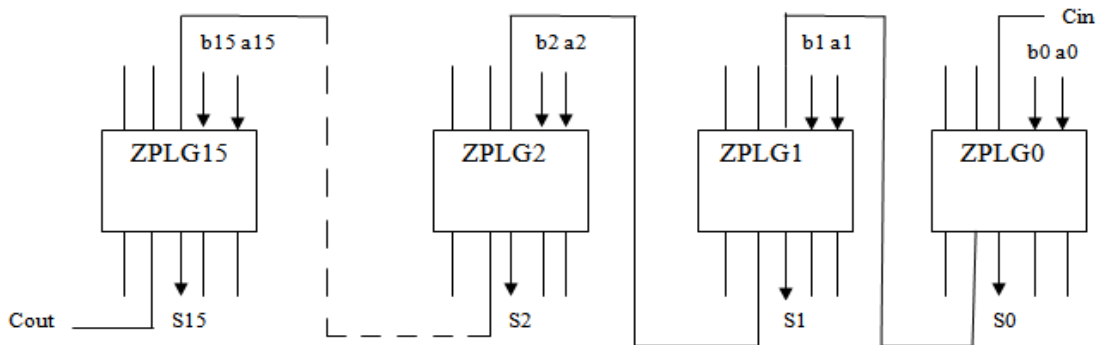 Cin
b15 a15
b2 a2
b1 a1
b0 a0
ZPLG15
ZPLG2
ZPLG1
ZPLG0
Cout
S15
S2
S1
S0